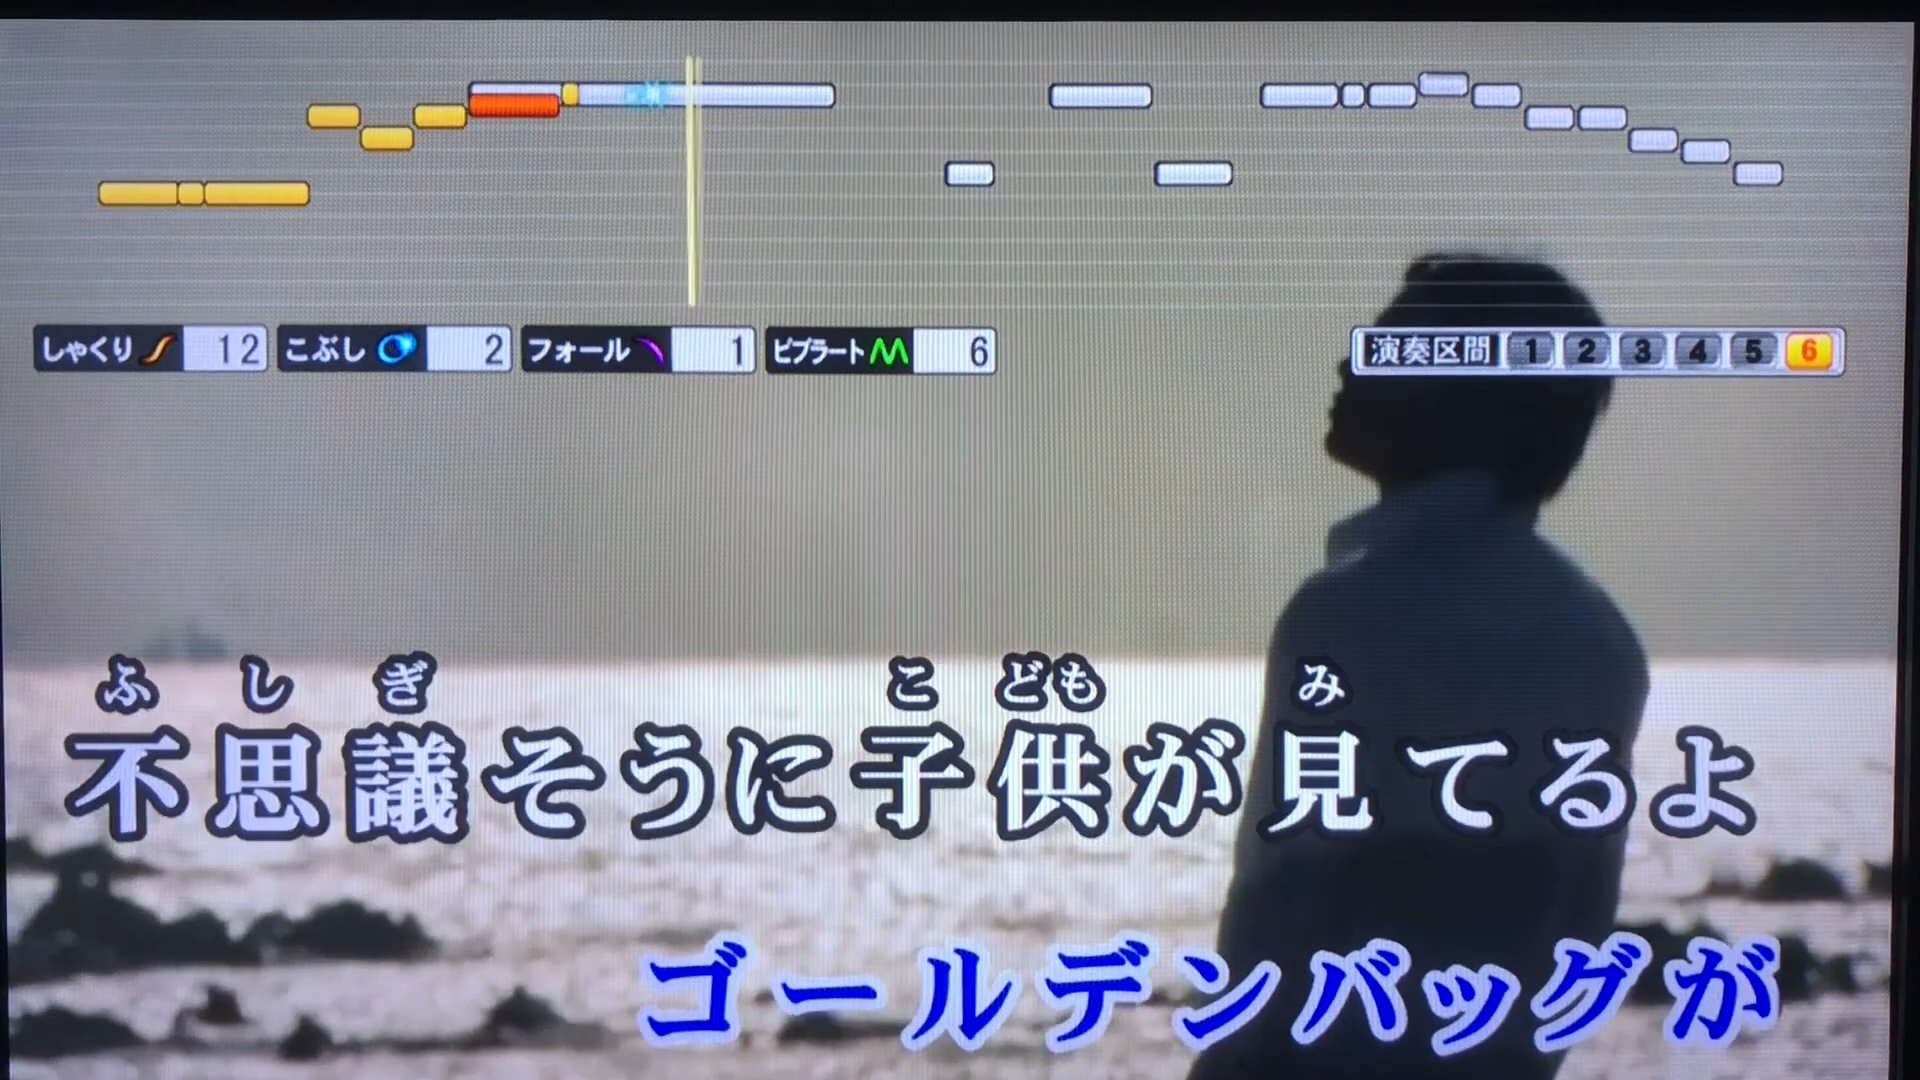 しゃくり 12 こぶし 2 フォール 1 ビブラート 6 演奏区間 1 2 3 4 5 6
ふ し ぎ こ ども み
不思議そうに子供が見てるよ
ゴールデンバッグが